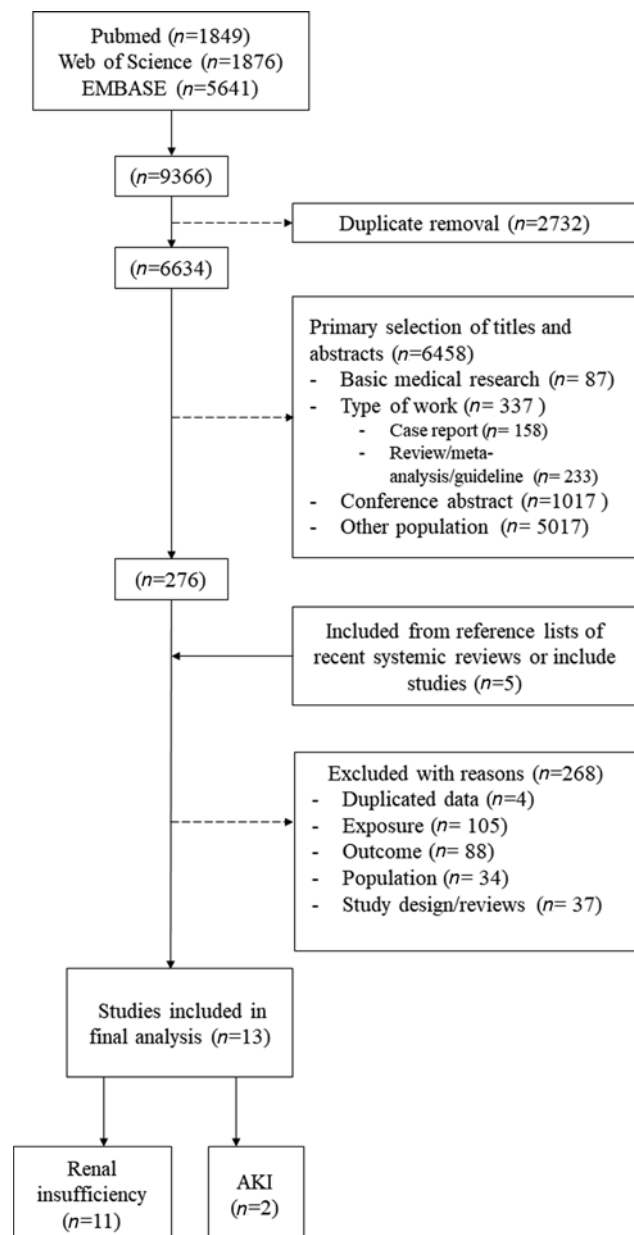 Pubmed (n=1849)
Web of Science (n=1876)
EMBASE (n=5641)
(n=9366)
Duplicate removal (n=2732)
(n=6634)
Primary selection of titles and
abstracts (n=6458)
- Basic medical research (n= 87)
- Type of work (n= 337 )
- Case report (n= 158)
- Review/meta-
analysis/guideline (n= 233)
- Conference abstract (n=1017 )
- Other population (n= 5017)
(n=276)
Included from reference lists of
recent systemic reviews or include
studies (n=5)
Excluded with reasons (n=268)
- Duplicated data (n=4)
- Exposure (n= 105)
- Outcome (n= 88)
- Population (n= 34)
- Study design/reviews (n= 37)
Studies included in
final analysis (n=13)
Renal
insufficiency
(n=11)
AKI
(n=2)